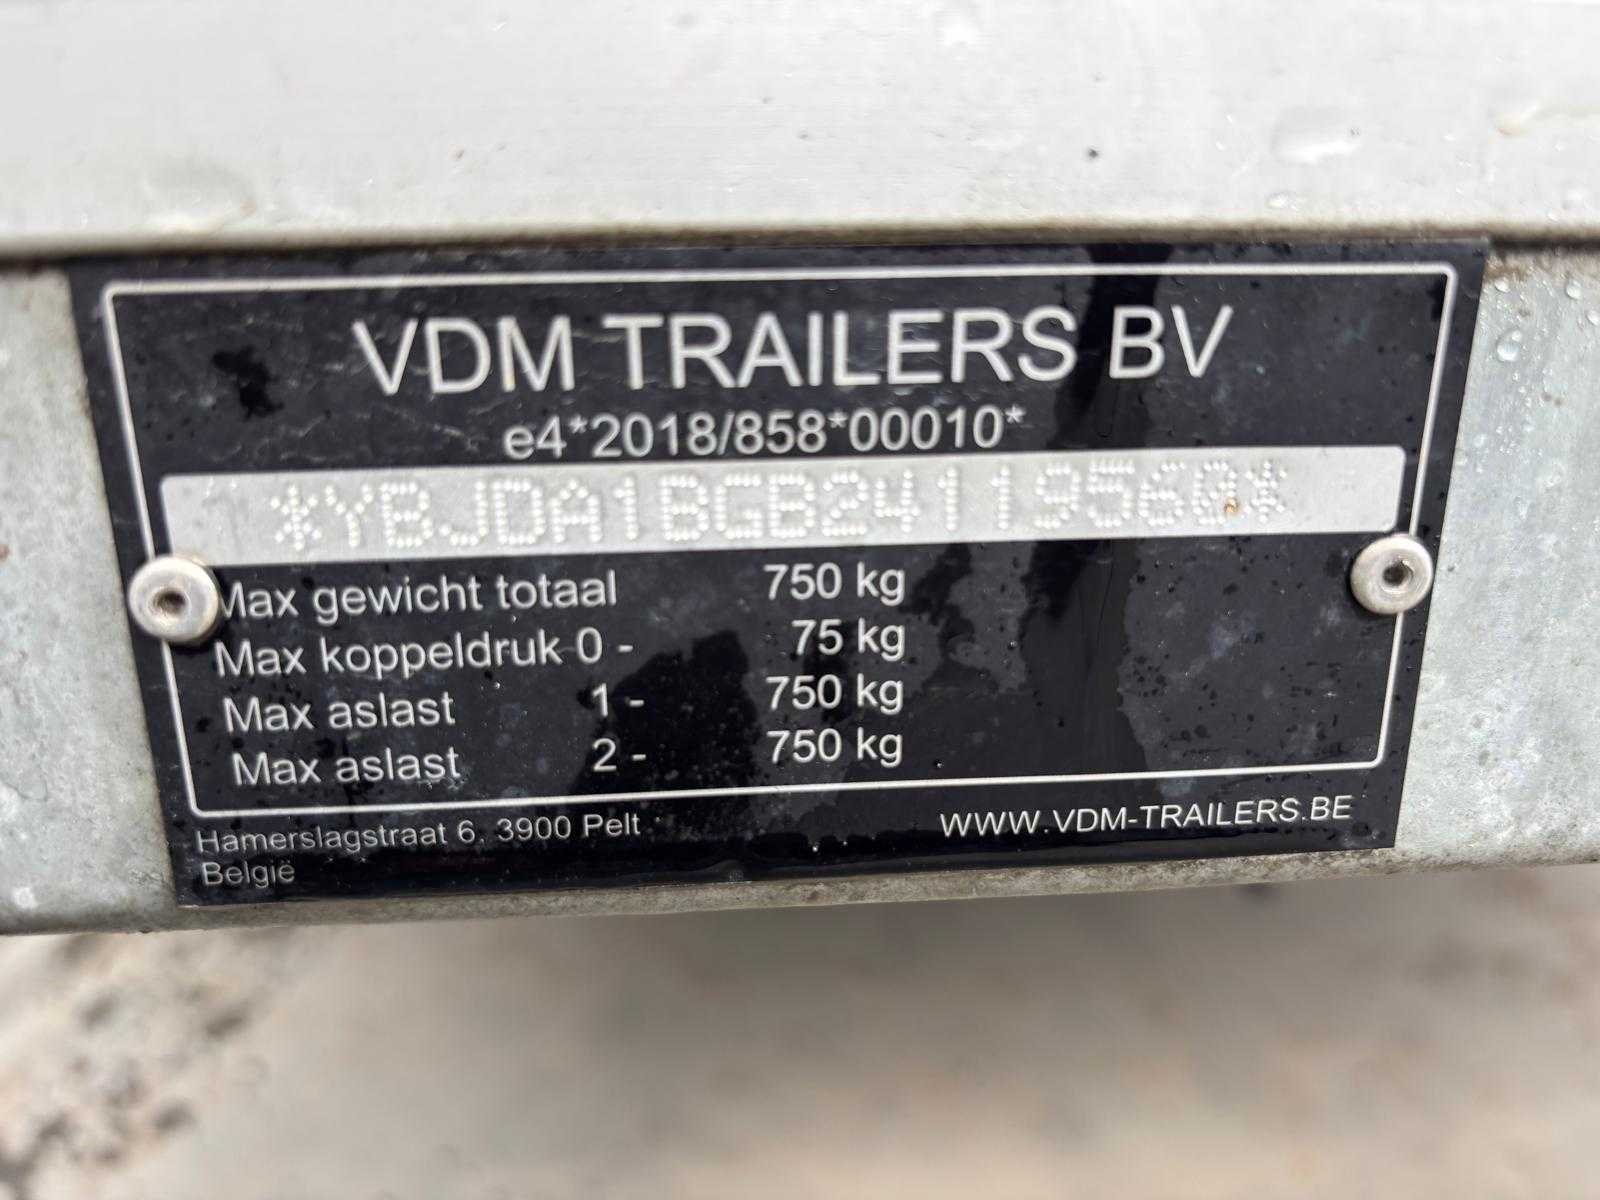 VDM TRAILERS BV
e4*2018/858*00010*
*YBJDA1BGB24119560*
Max gewicht totaal 750 kg
Max koppeldruk 0 - 75 kg
Max aslast 1 - 750 kg
Max aslast 2 - 750 kg
Hamerslagstraat 6. 3900 Pelt WWW.VDM-TRAILERS.BE
België